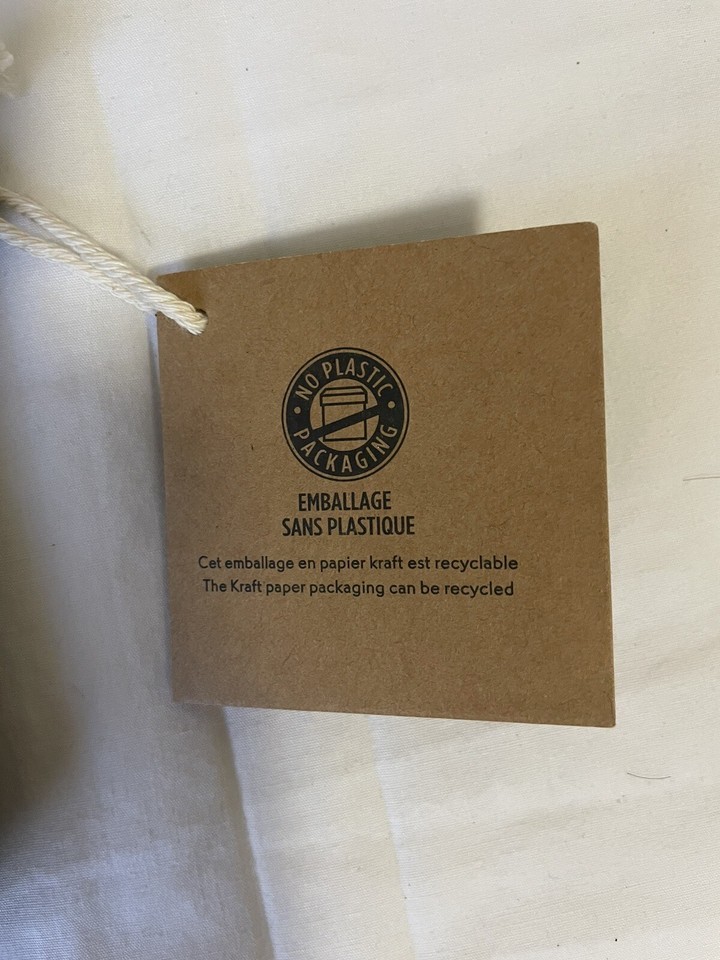 NO PLASTIC
PACKAGING
EMBALLAGE
SANS PLASTIQUE
Cet emballage en papier kraft est recyclable
The Kraft paper packaging can be recycled